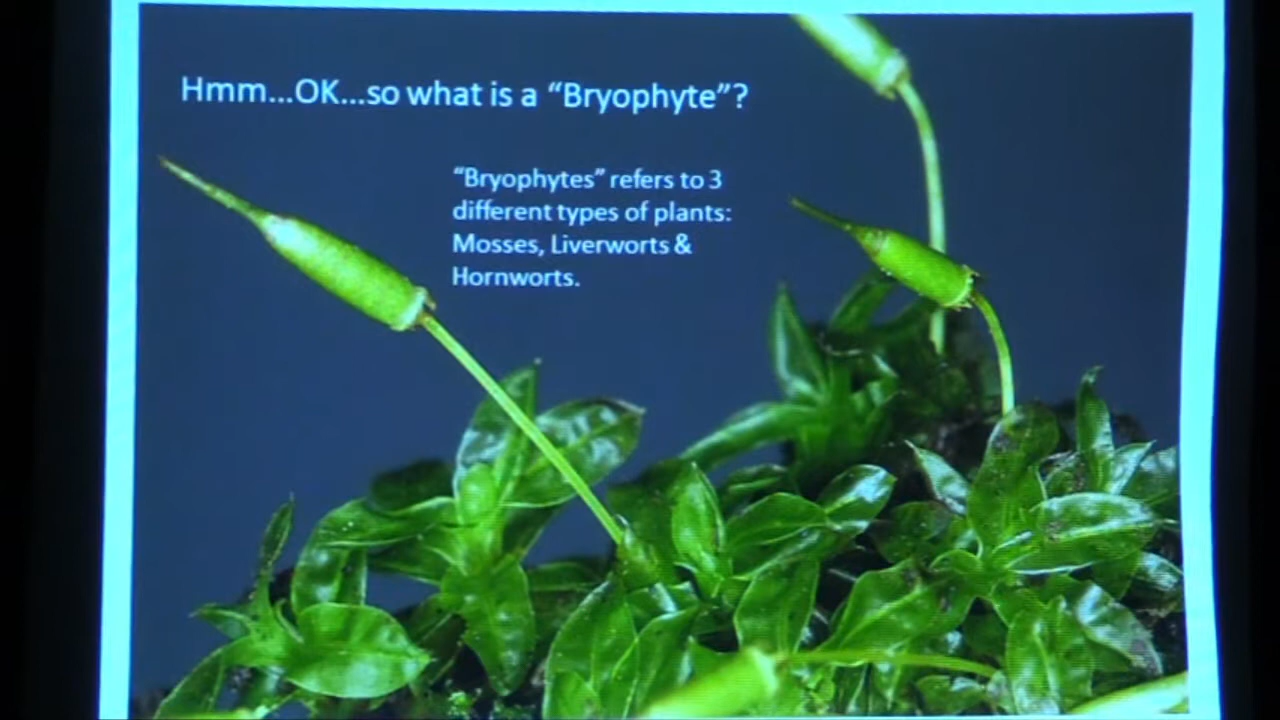 Hmm...OK...so what is a “Bryophyte”?
“Bryophytes” refers to 3
different types of plants:
Mosses, Liverworts &
Hornworts.